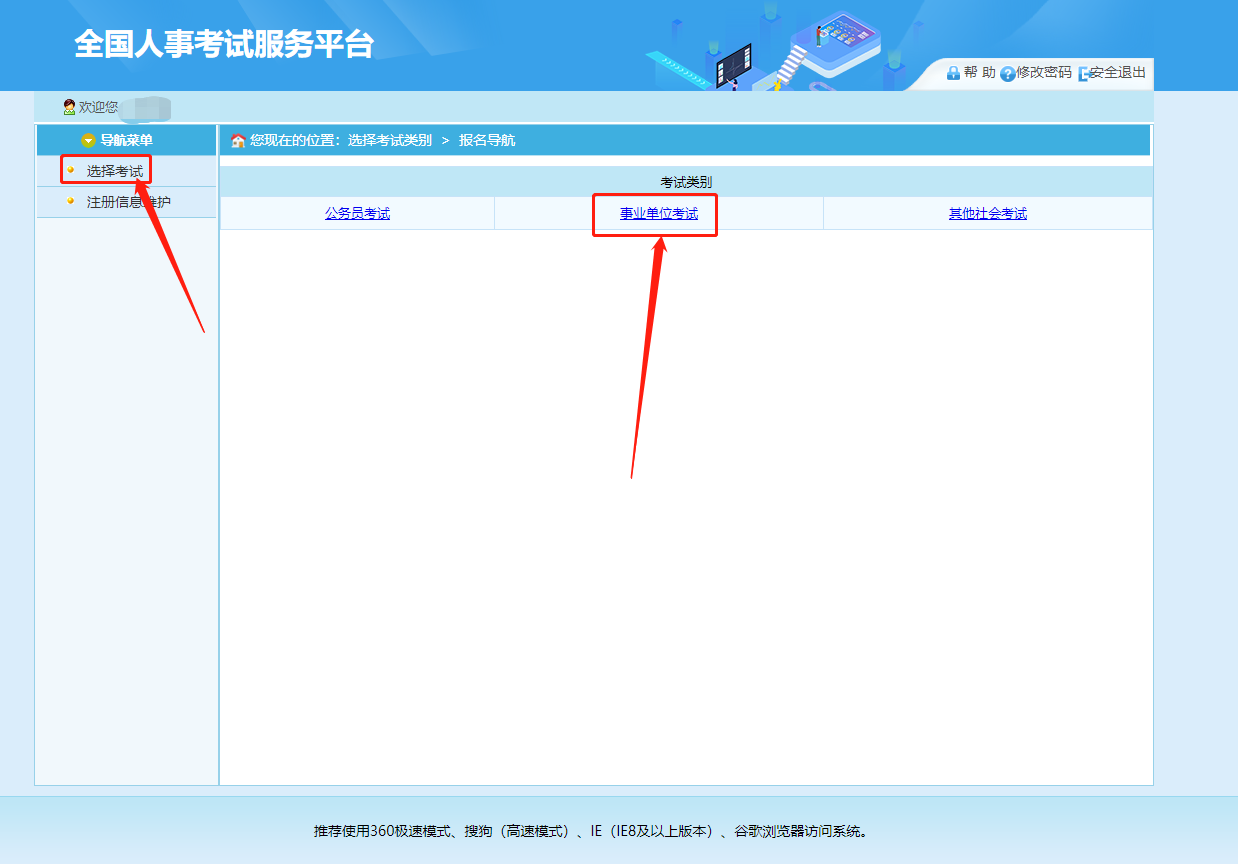 全国人事考试服务平台
帮 助 修改密码 安全退出
欢迎您
导航菜单
您现在的位置：选择考试类别 > 报名导航
选择考试
注册信息维护
考试类别
公务员考试 事业单位考试 其他社会考试
推荐使用360极速模式、搜狗（高速模式）、IE（IE8及以上版本）、谷歌浏览器访问系统。